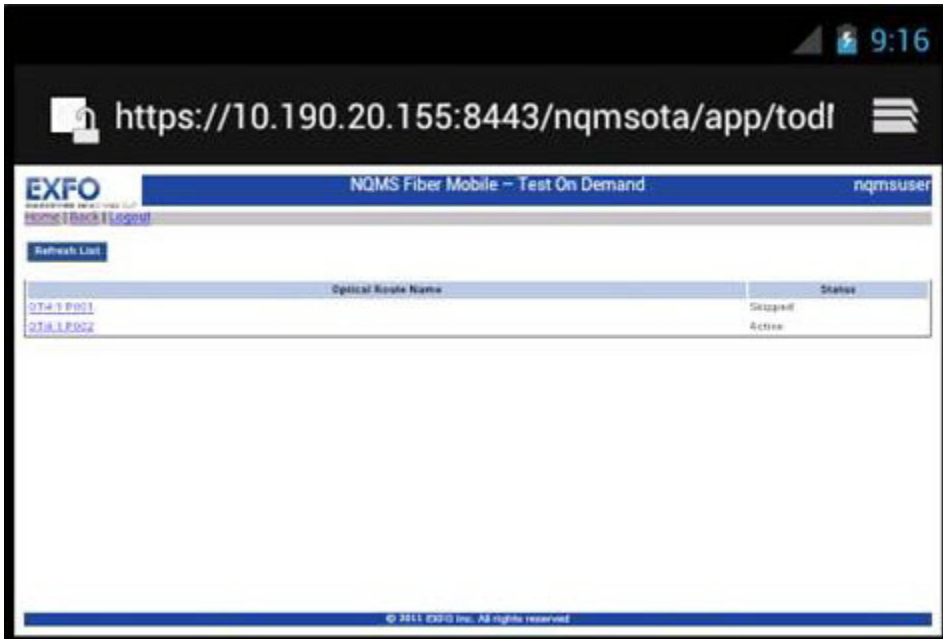 9:16
https://10.190.20.155:8443/nqmsota/app/todl
EXFO NQMS Fiber Mobile – Test On Demand nqmsuser
Home | Back | Logout
Refresh List
Optical Route Name Status
Skipped
Active
© 2011 EXFO Inc. All rights reserved